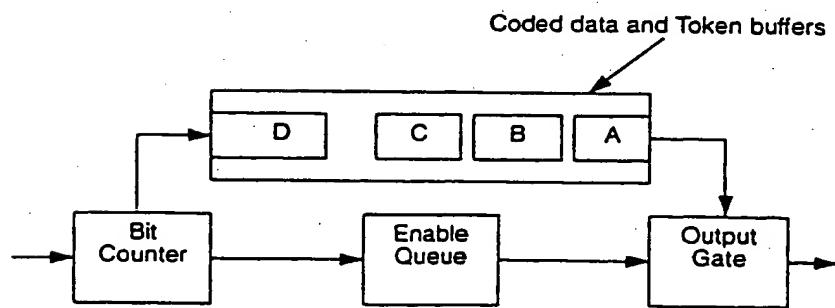 Coded data and Token buffers
D
C
B
A
Bit
Counter
Enable
Queue
Output
Gate